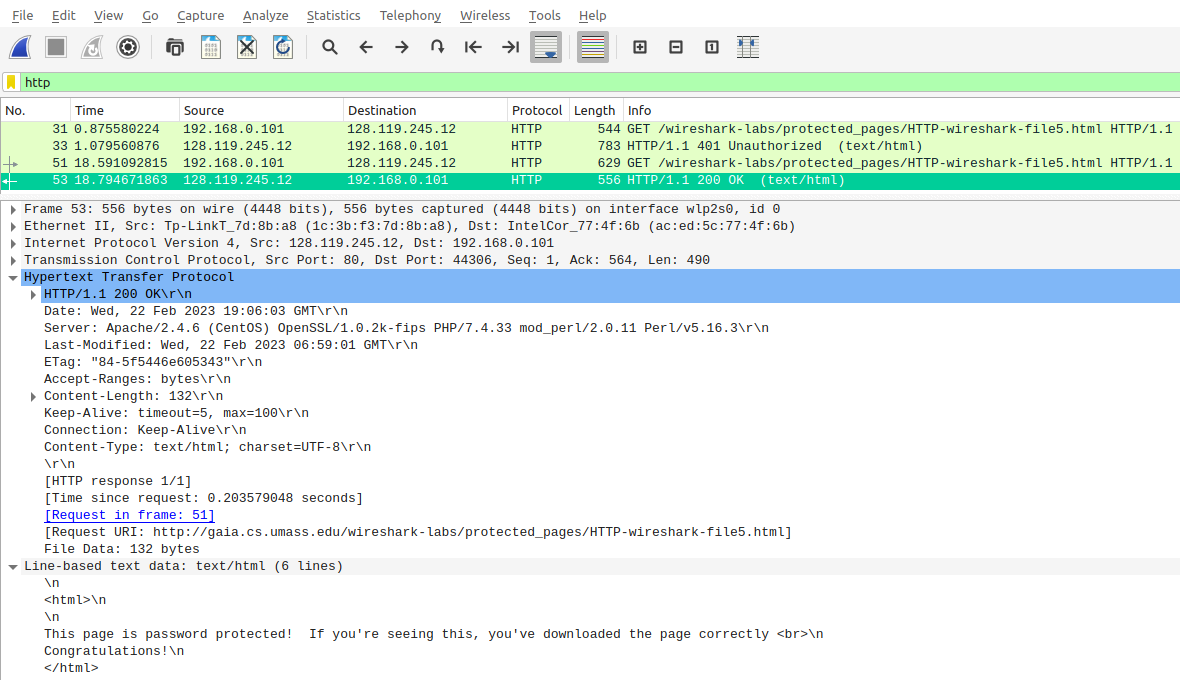 File Edit View Go Capture Analyze Statistics Telephony Wireless Tools Help
http
No. Time Source Destination Protocol Length Info
31 0.875580224 192.168.0.101 128.119.245.12 HTTP 544 GET /wireshark-labs/protected_pages/HTTP-wireshark-file5.html HTTP/1.1
33 1.079560876 128.119.245.12 192.168.0.101 HTTP 783 HTTP/1.1 401 Unauthorized  (text/html)
51 18.591092815 192.168.0.101 128.119.245.12 HTTP 629 GET /wireshark-labs/protected_pages/HTTP-wireshark-file5.html HTTP/1.1
53 18.794671863 128.119.245.12 192.168.0.101 HTTP 556 HTTP/1.1 200 OK  (text/html)
Frame 53: 556 bytes on wire (4448 bits), 556 bytes captured (4448 bits) on interface wlp2s0, id 0
Ethernet II, Src: Tp-LinkT_7d:8b:a8 (1c:3b:f3:7d:8b:a8), Dst: IntelCor_77:4f:6b (ac:ed:5c:77:4f:6b)
Internet Protocol Version 4, Src: 128.119.245.12, Dst: 192.168.0.101
Transmission Control Protocol, Src Port: 80, Dst Port: 44306, Seq: 1, Ack: 564, Len: 490
Hypertext Transfer Protocol
HTTP/1.1 200 OK\r\n
Date: Wed, 22 Feb 2023 19:06:03 GMT\r\n
Server: Apache/2.4.6 (CentOS) OpenSSL/1.0.2k-fips PHP/7.4.33 mod_perl/2.0.11 Perl/v5.16.3\r\n
Last-Modified: Wed, 22 Feb 2023 06:59:01 GMT\r\n
ETag: "84-5f5446e605343"\r\n
Accept-Ranges: bytes\r\n
Content-Length: 132\r\n
Keep-Alive: timeout=5, max=100\r\n
Connection: Keep-Alive\r\n
Content-Type: text/html; charset=UTF-8\r\n
\r\n
[HTTP response 1/1]
[Time since request: 0.203579048 seconds]
[Request in frame: 51]
[Request URI: http://gaia.cs.umass.edu/wireshark-labs/protected_pages/HTTP-wireshark-file5.html]
File Data: 132 bytes
Line-based text data: text/html (6 lines)
\n
<html>\n
\n
This page is password protected!  If you're seeing this, you've downloaded the page correctly <br>\n
Congratulations!\n
</html>